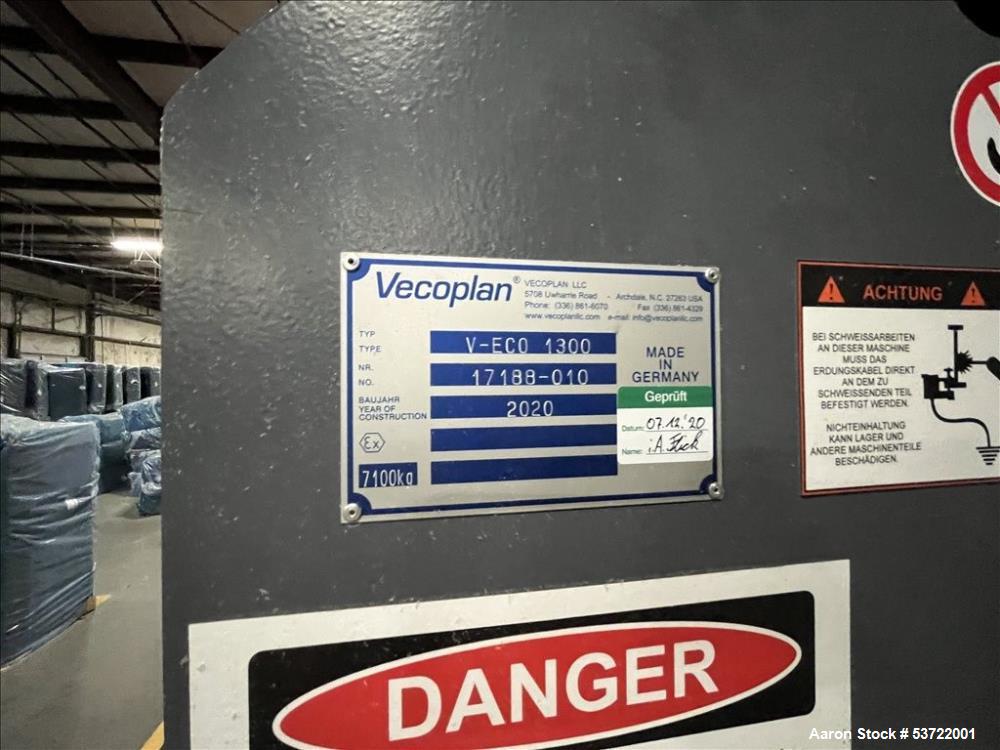 Vecoplan®
VECOPLAN LLC
5708 Uwharrie Road - Archdale, N.C. 27263 USA
Phone: (336) 861-6070 Fax (336) 861-4329
www.vecoplanllc.com e-mail: info@vecoplanllc.com
TYP
TYPE
V-ECO 1300
NR.
NO.
17188-010
BAUJAHR
YEAR OF
CONSTRUCTION
2020
Ex
7100kg
MADE
IN
GERMANY
Geprüft
Datum: 07.12.'20
Name: i.A.
ACHTUNG
BEI SCHWEISSARBEITEN
AN DIESER MASCHINE
MUSS DAS
ERDUNGSKABEL DIREKT
AN DEM ZU
SCHWEISSENDEN TEIL
BEFESTIGT WERDEN.
NICHTEINHALTUNG
KANN LAGER UND
ANDERE MASCHINENTEILE
BESCHÄDIGEN.
DANGER
Aaron Stock # 53722001